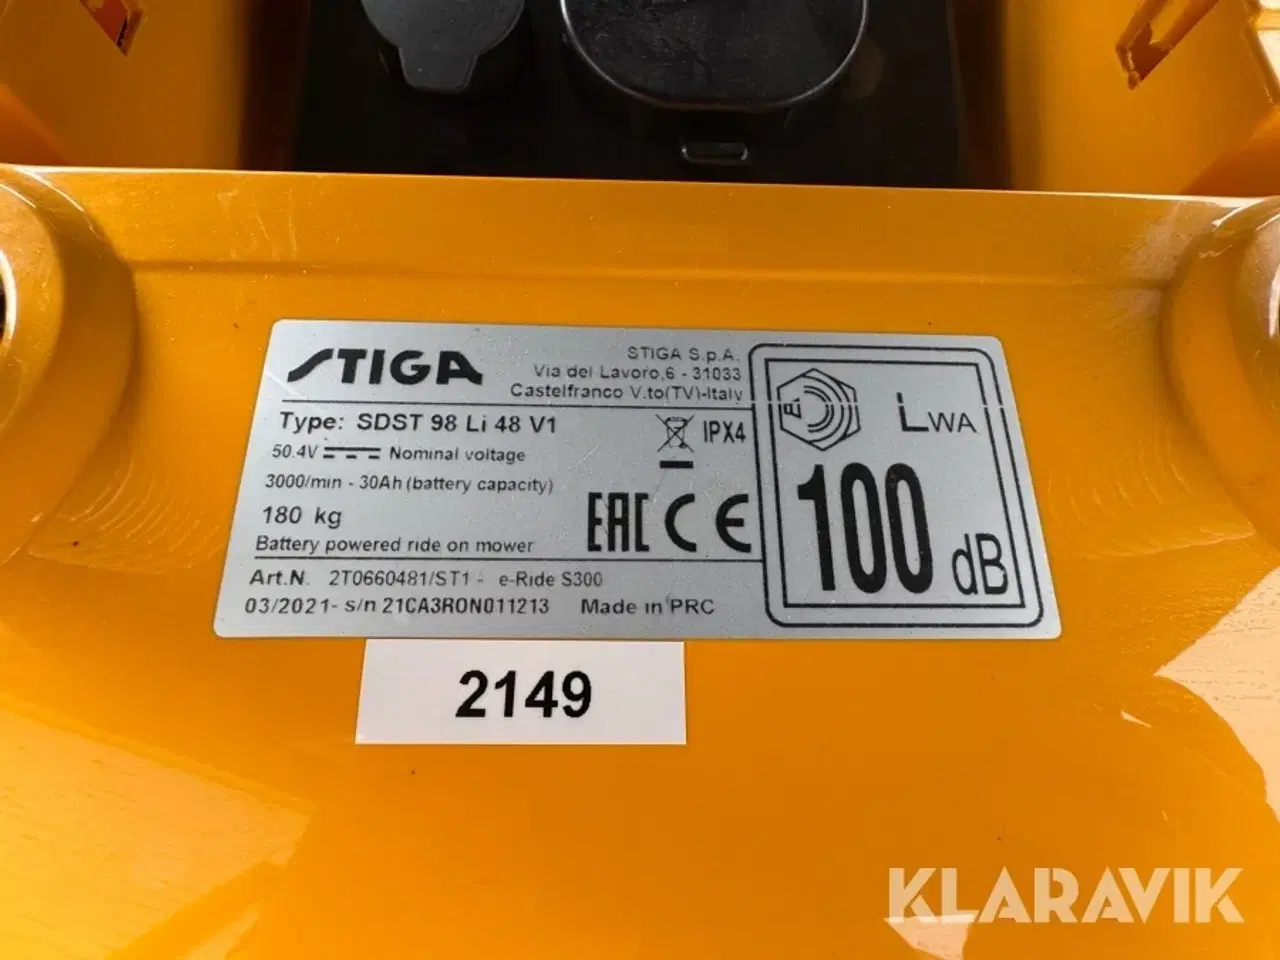 STIGA
STIGA S.p.A.
Via del Lavoro,6 - 31033
Castelfranco V.to(TV)-Italy
Type: SDST 98 Li 48 V1
50.4V Nominal voltage
IPX4
3000/min - 30Ah (battery capacity)
180 kg
Battery powered ride on mower
EAC CE
Art.N. 2T0660481/ST1 - e-Ride S300
03/2021- s/n 21CA3RON011213 Made in PRC
LWA
100 dB
2149
KLARAVIK